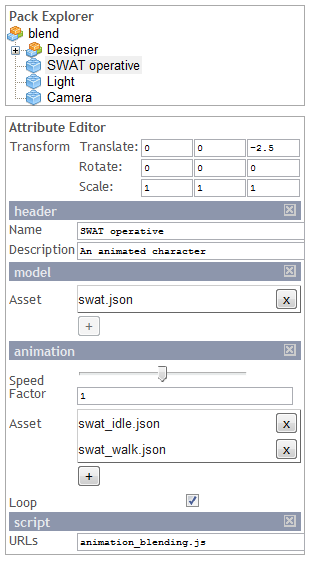 Pack Explorer
blend
Designer
SWAT operative
Light
Camera
Attribute Editor
Transform Translate: 0 0 -2.5
Rotate: 0 0 0
Scale: 1 1 1
header
Name SWAT operative
Description An animated character
model
Asset swat.json x
+
animation
Speed
Factor 1
Asset swat_idle.json x
swat_walk.json x
+
Loop
script
URLs animation_blending.js